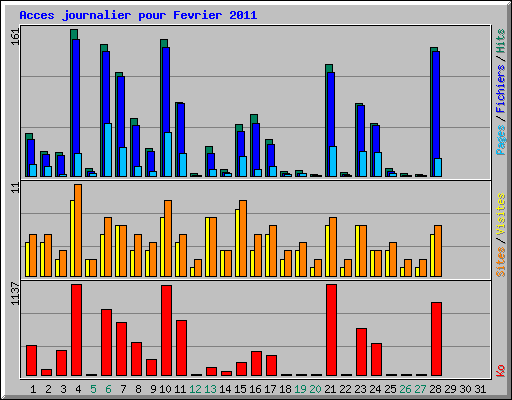 Acces journalier pour Fevrier 2011
161
Pages / Fichiers / Hits
11
Sites / Visites
1137
Ko
1 2 3 4 5 6 7 8 9 10 11 12 13 14 15 16 17 18 19 20 21 22 23 24 25 26 27 28 29 30 31